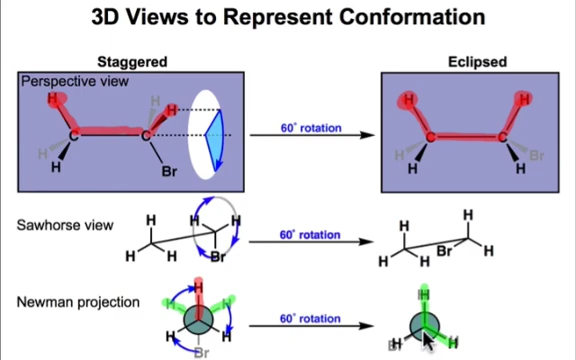 3D Views to Represent Conformation
Staggered
Eclipsed
Perspective view
H
H
H
C
C
H
H
Br
60° rotation
H
H
C
C
H
Br
H
H
Sawhorse view
H
H
H
H
H
Br
60° rotation
H
H
Br
H
H
H
Newman projection
H
H
H
H
H
Br
60° rotation
H
H
H
Br